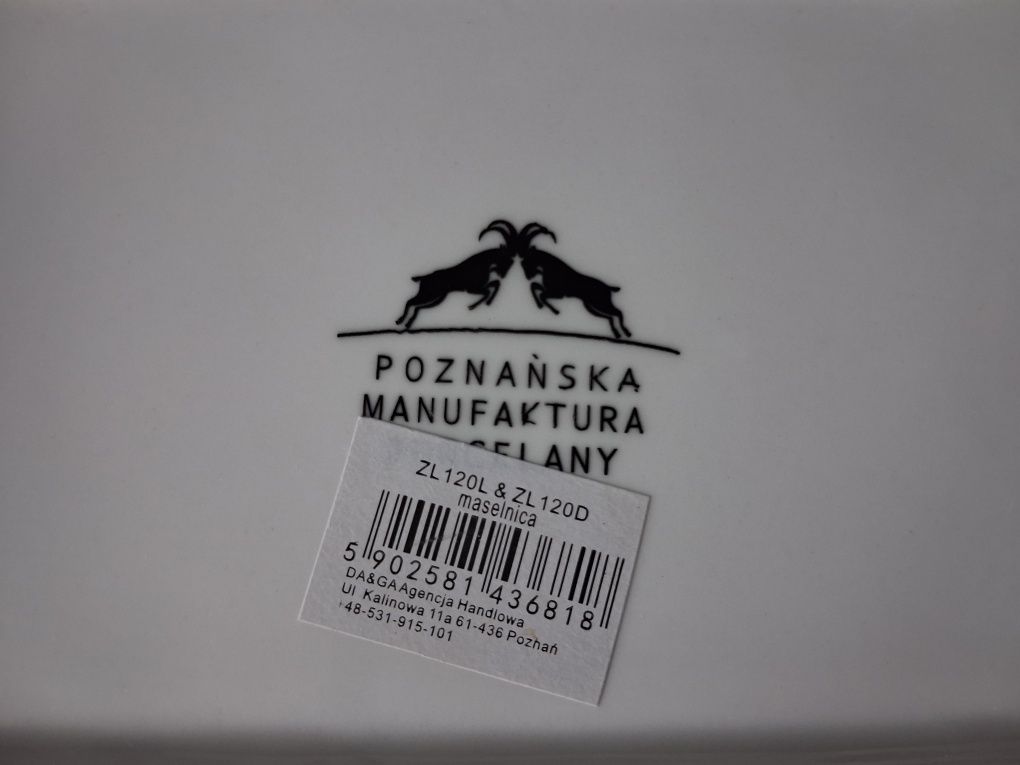 POZNAŃSKA
MANUFAKTURA
ZL120L & ZL120D
maselnica
5 902581 436818
DA&GA Agencja Handlowa
Ul Kalinowa 11a 61-436 Poznań
+48-531-915-101